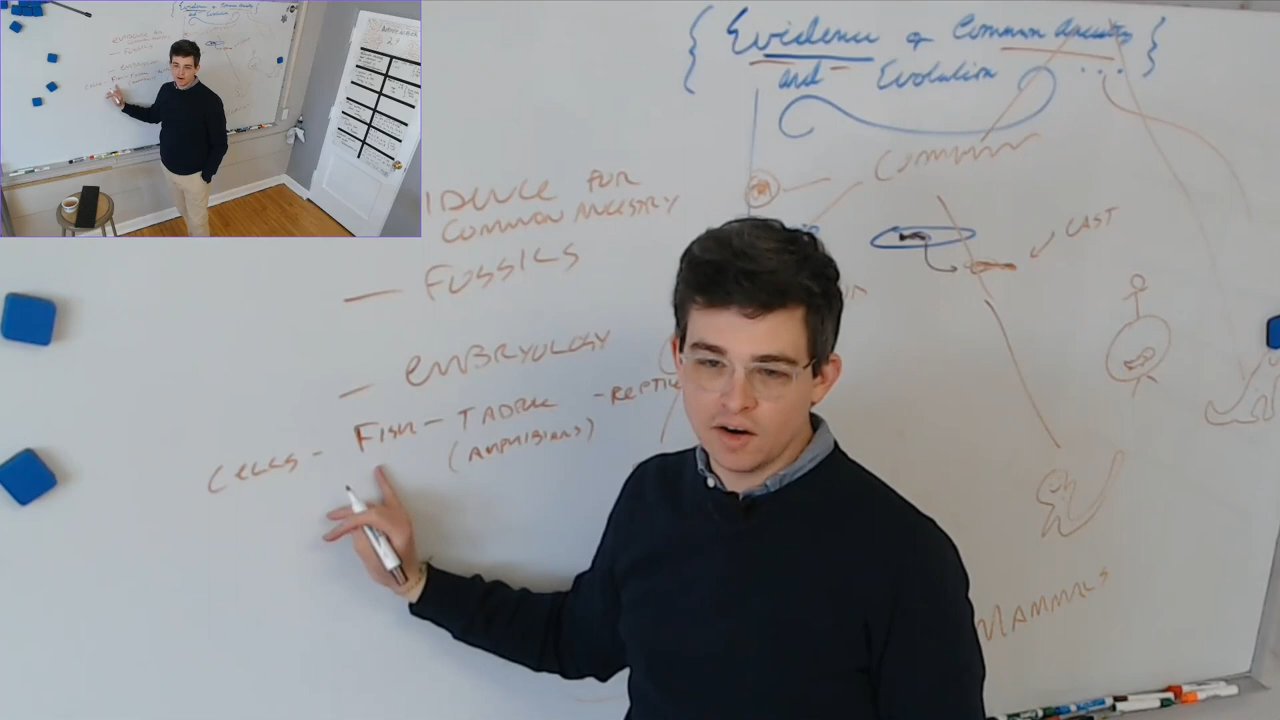 { Evidence of Common Ancestry }
and Evolution ...
Common
IDENCE FOR
COMMON ANCESTRY
— FOSSILS
CAST
— EMBRYOLOGY
CELLS – FISH – TADPOLE – REPTILE
(AMPHIBIANS)
MAMMALS